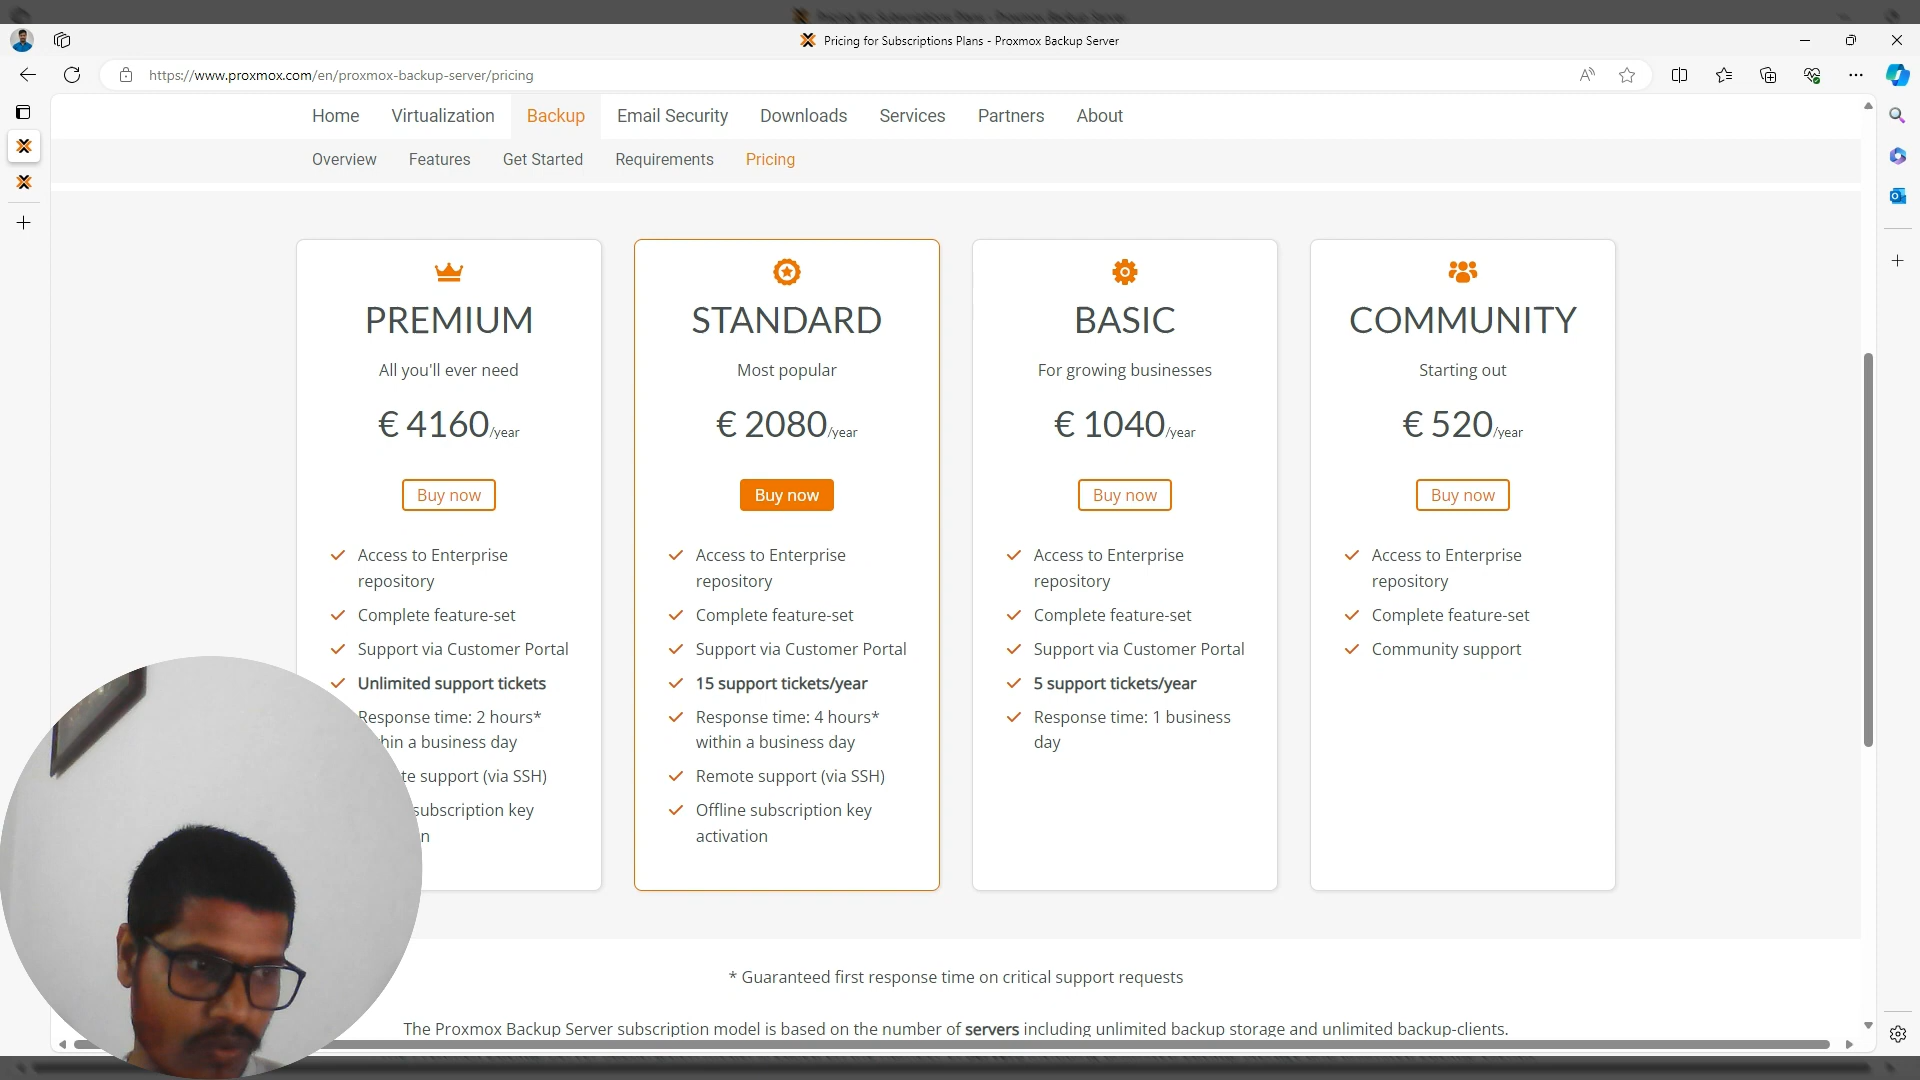 Pricing for Subscriptions Plans - Proxmox Backup Server
https://www.proxmox.com/en/proxmox-backup-server/pricing
Home Virtualization Backup Email Security Downloads Services Partners About
Overview Features Get Started Requirements Pricing
PREMIUM
All you'll ever need
€ 4160/year
Buy now
Access to Enterprise
repository
Complete feature-set
Support via Customer Portal
Unlimited support tickets
Response time: 2 hours*
a business day
support (via SSH)
subscription key
STANDARD
Most popular
€ 2080/year
Buy now
Access to Enterprise
repository
Complete feature-set
Support via Customer Portal
15 support tickets/year
Response time: 4 hours*
within a business day
Remote support (via SSH)
Offline subscription key
activation
BASIC
For growing businesses
€ 1040/year
Buy now
Access to Enterprise
repository
Complete feature-set
Support via Customer Portal
5 support tickets/year
Response time: 1 business
day
COMMUNITY
Starting out
€ 520/year
Buy now
Access to Enterprise
repository
Complete feature-set
Community support
* Guaranteed first response time on critical support requests
The Proxmox Backup Server subscription model is based on the number of servers including unlimited backup storage and unlimited backup-clients.